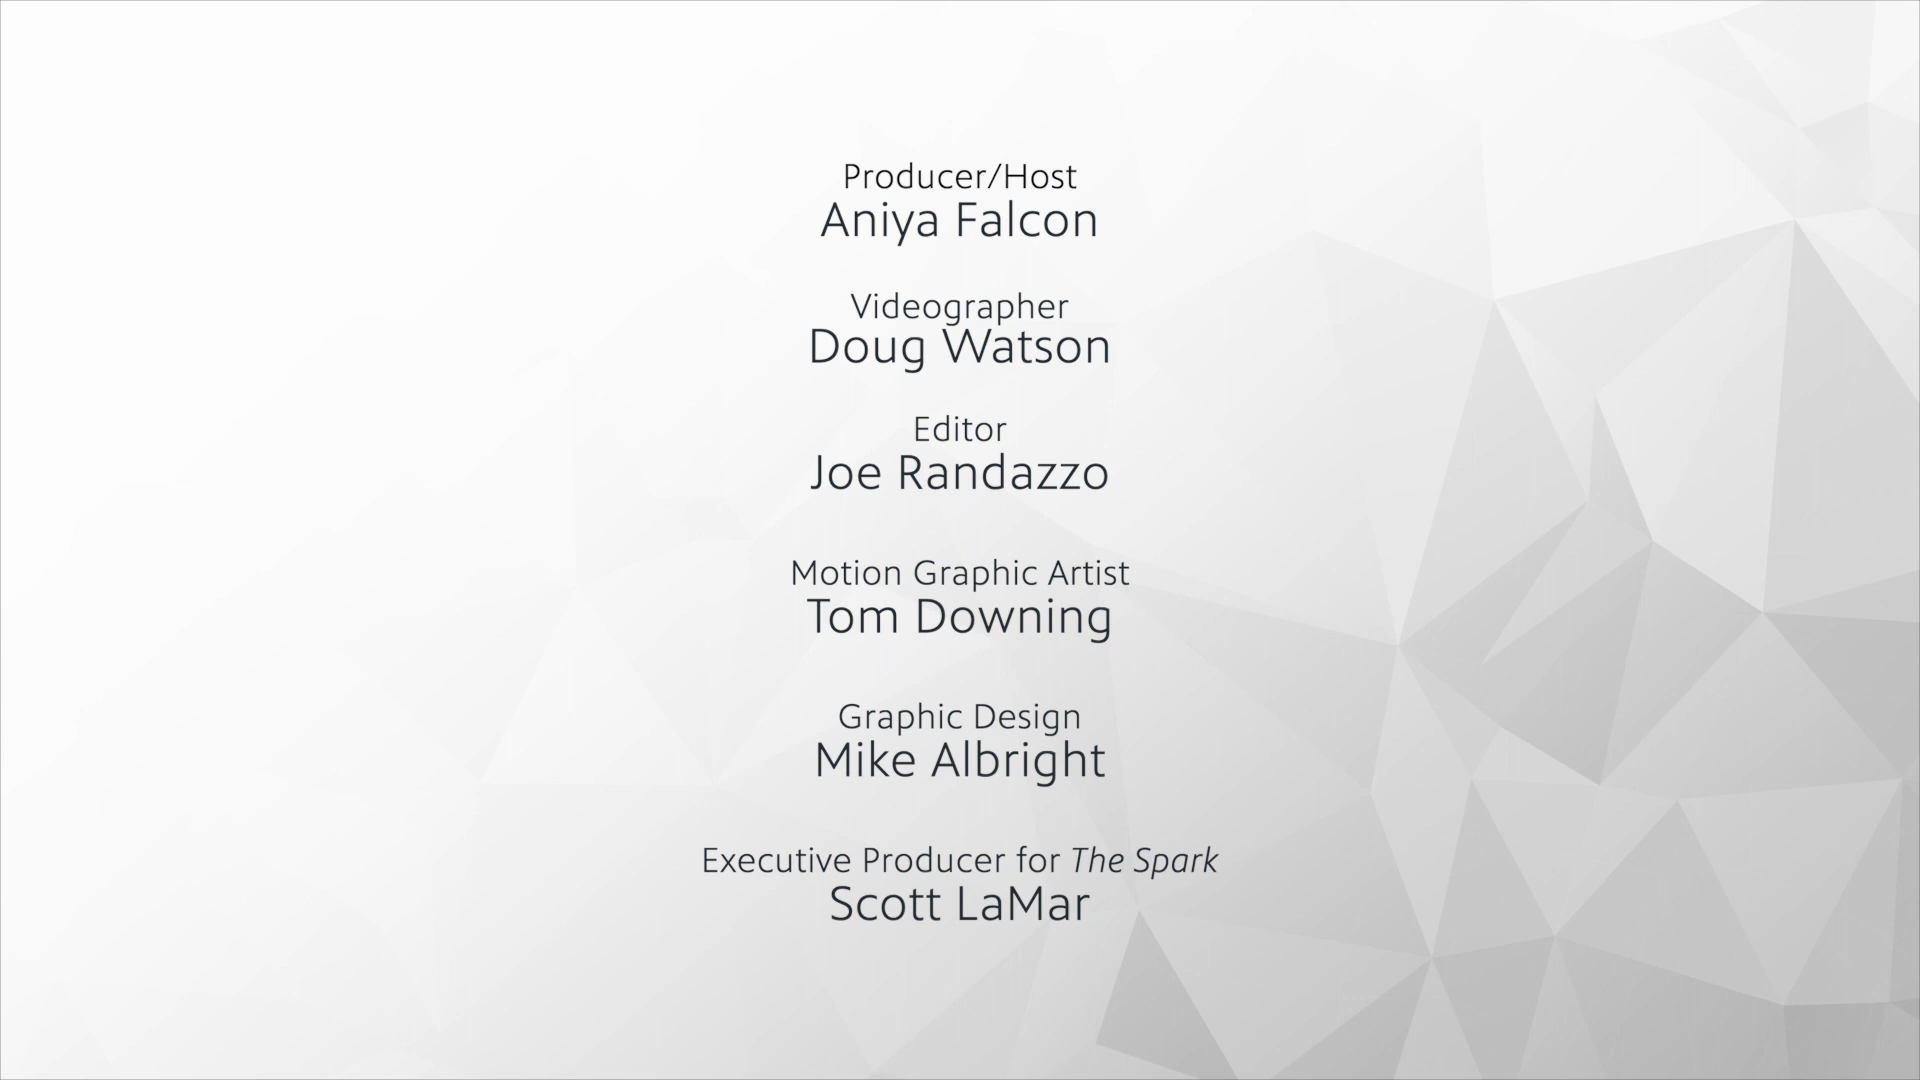 Producer/Host
Aniya Falcon
Videographer
Doug Watson
Editor
Joe Randazzo
Motion Graphic Artist
Tom Downing
Graphic Design
Mike Albright
Executive Producer for The Spark
Scott LaMar